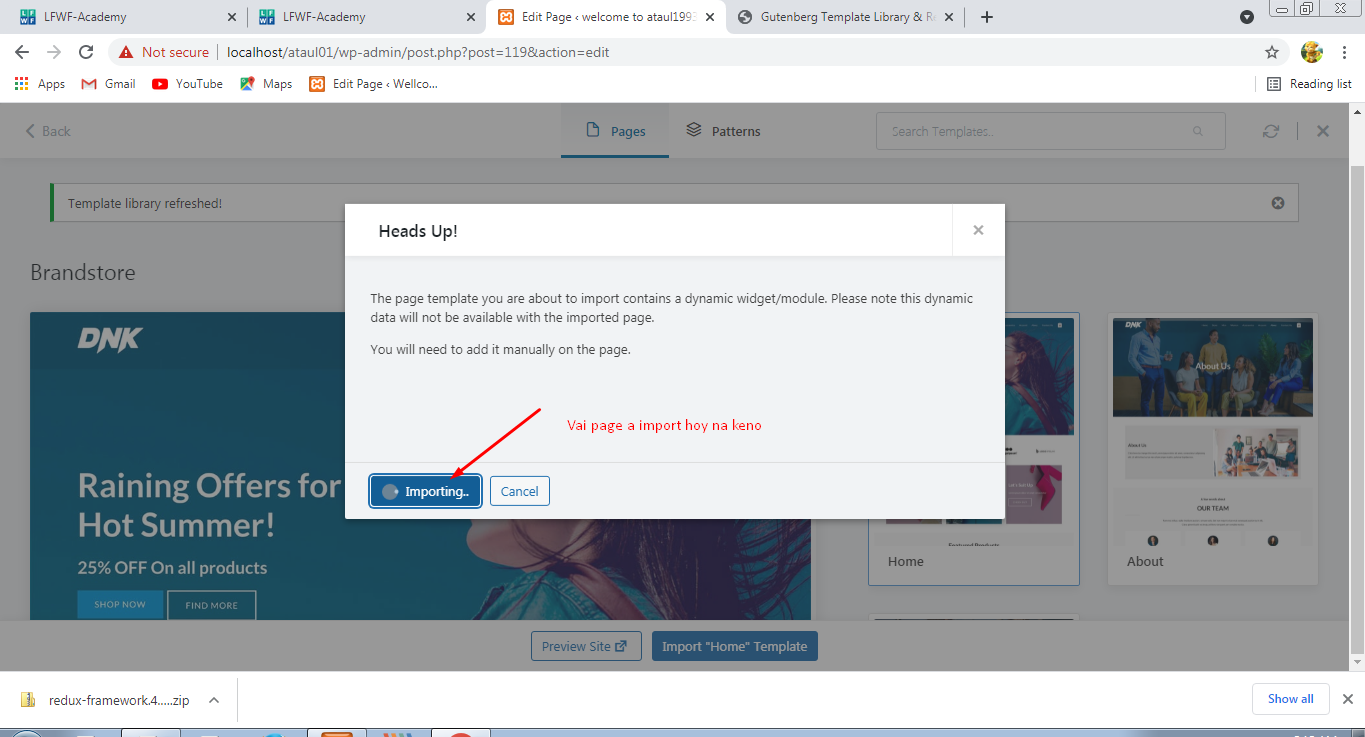 LFWF-Academy
LFWF-Academy
Edit Page ‹ welcome to ataul1993
Gutenberg Template Library & R
Not secure
localhost/ataul01/wp-admin/post.php?post=119&action=edit
Apps
Gmail
YouTube
Maps
Edit Page ‹ Wellco...
Reading list
Back
Pages
Patterns
Search Templates..
Template library refreshed!
Heads Up!
Brandstore
The page template you are about to import contains a dynamic widget/module. Please note this dynamic
data will not be available with the imported page.
You will need to add it manually on the page.
DNK
DNK
About Us
Vai page a import hoy na keno
About Us
Raining Offers for
Hot Summer!
Importing..
Cancel
OUR TEAM
Featured Products
25% OFF On all products
Home
About
SHOP NOW
FIND MORE
Preview Site
Import "Home" Template
redux-framework.4.....zip
Show all